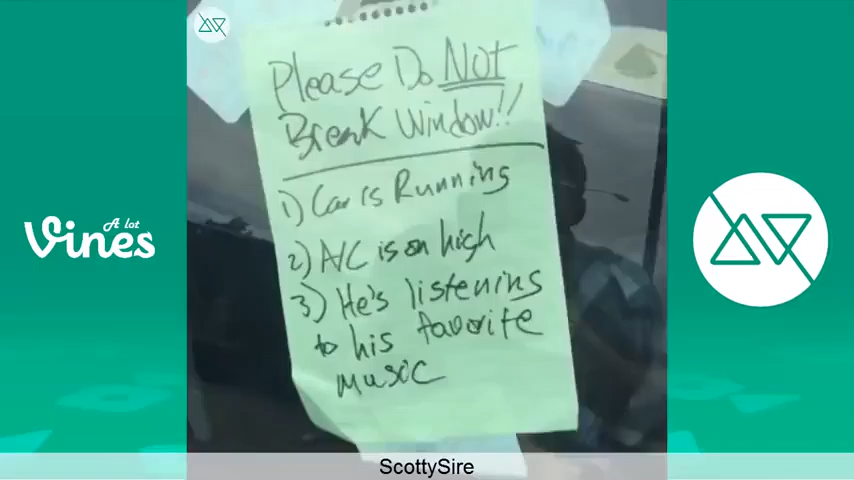 Please Do NOT
Break Window!!
1) Car is Running
2) A/C is on high
3) He's listening
to his favorite
music
A lot
Vines
ScottySire